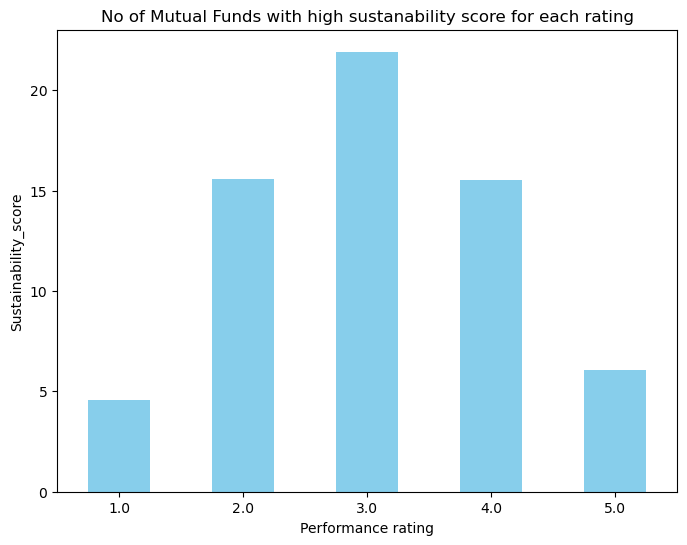 No of Mutual Funds with high sustanability score for each rating
Sustainability_score
20
15
10
5
0
1.0 2.0 3.0 4.0 5.0
Performance rating